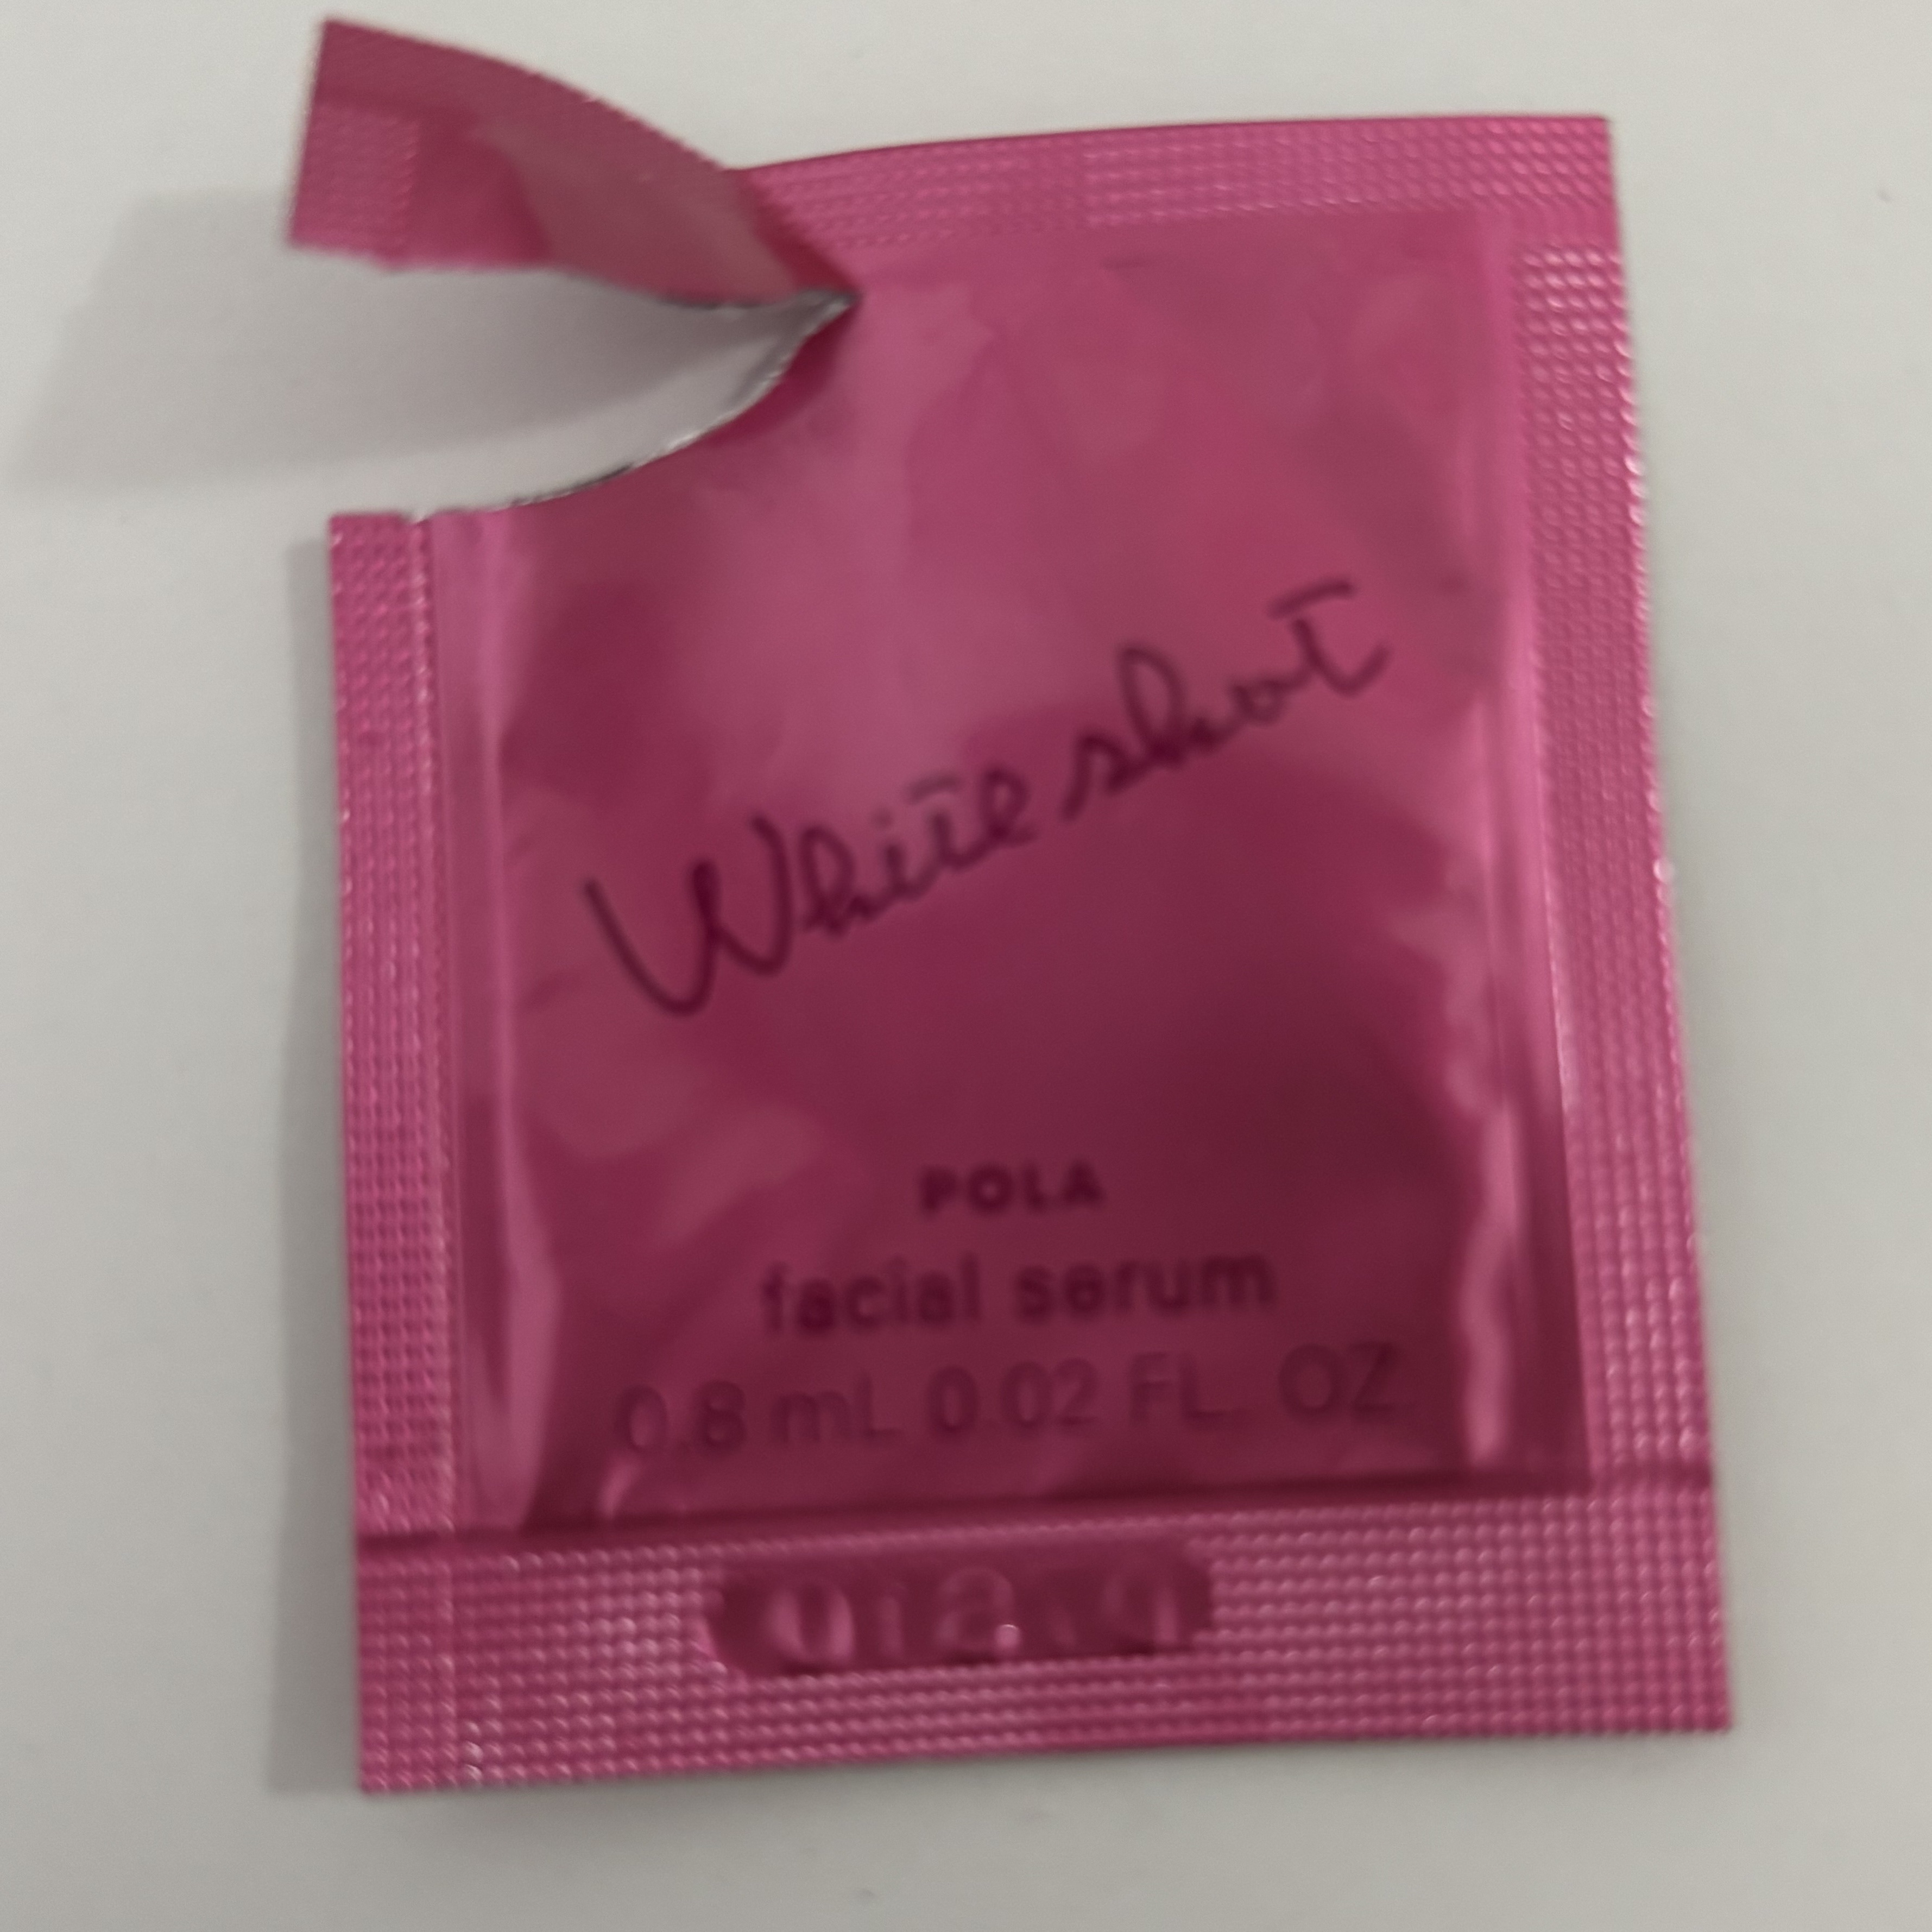 White shot
POLA
facial serum
0.8 mL 0.02 FL. OZ